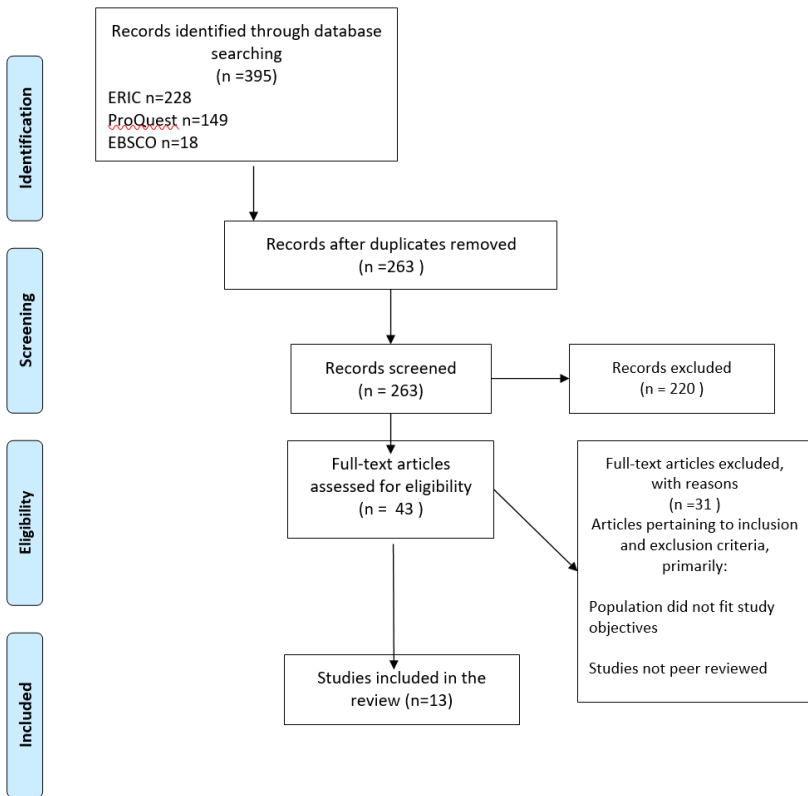 Identification
Records identified through database
searching
(n =395)
ERIC n=228
ProQuest n=149
EBSCO n=18
Records after duplicates removed
(n =263 )
Screening
Records screened
(n = 263)
Records excluded
(n = 220 )
Eligibility
Full-text articles
assessed for eligibility
(n = 43 )
Full-text articles excluded,
with reasons
(n =31 )
Articles pertaining to inclusion
and exclusion criteria,
primarily:
Population did not fit study
objectives
Studies not peer reviewed
Included
Studies included in the
review (n=13)